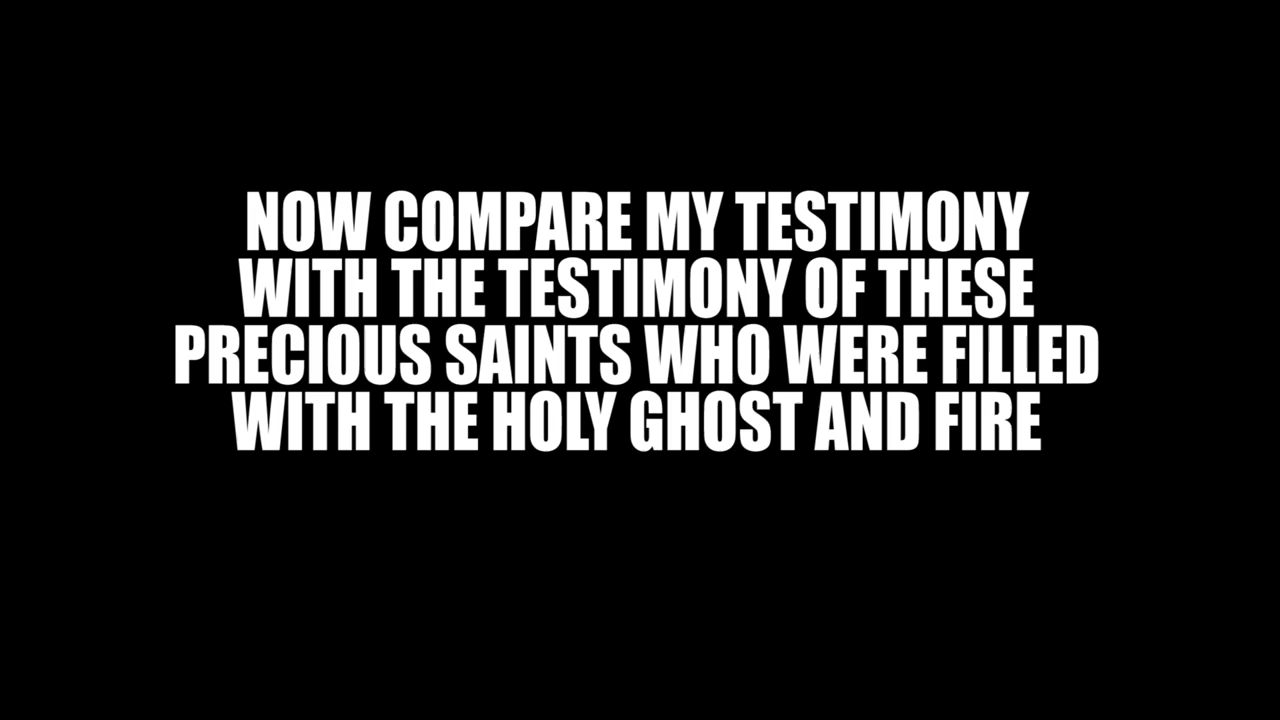 NOW COMPARE MY TESTIMONY
WITH THE TESTIMONY OF THESE
PRECIOUS SAINTS WHO WERE FILLED
WITH THE HOLY GHOST AND FIRE